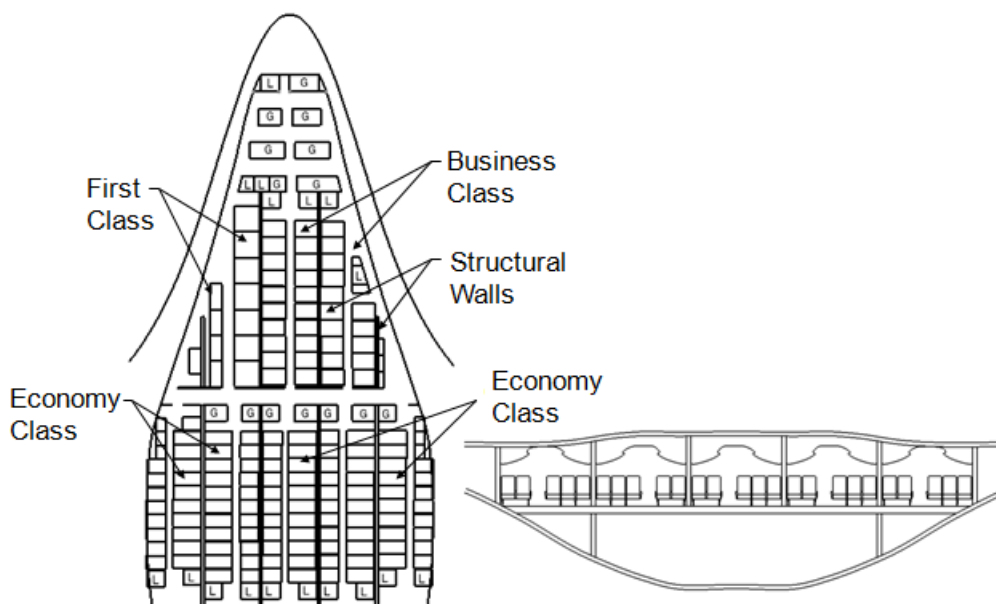 L G
G G
G G
Business
Class
First
Class
L L G G
L L L
Structural
Walls
L
Economy
Class
Economy
Class
G G G G G G G
L L L L
L L L L L L